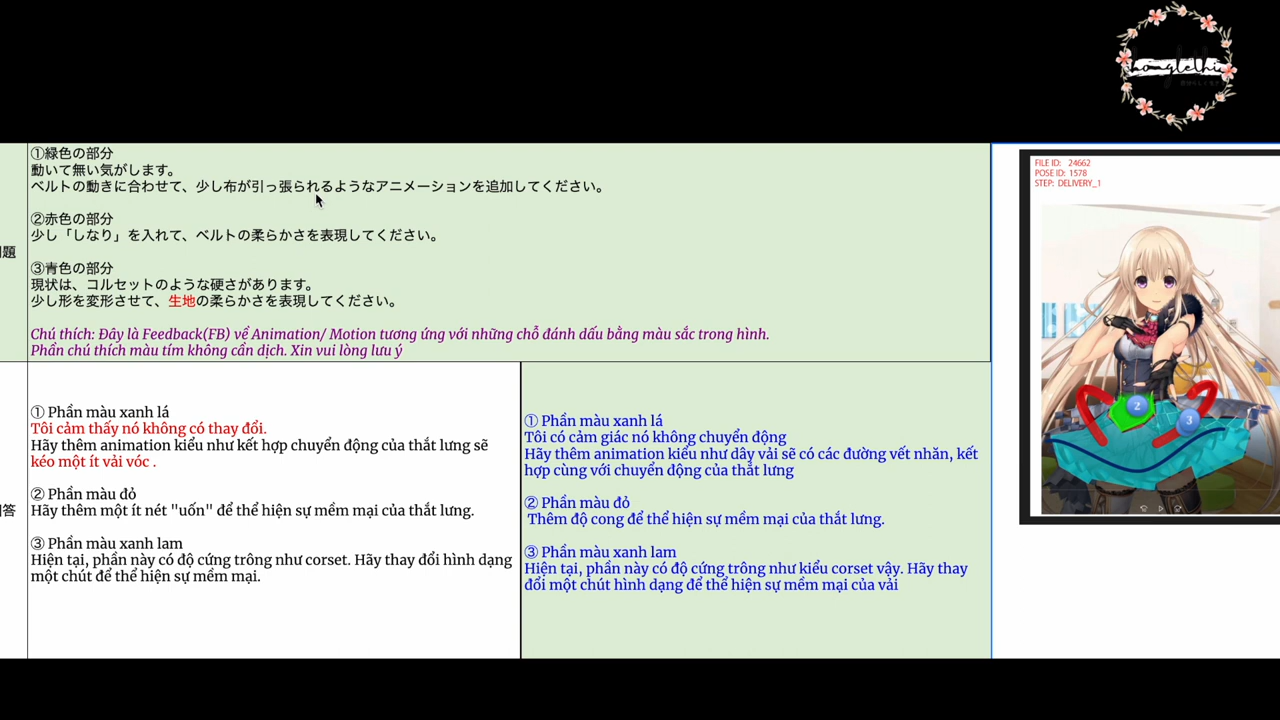 honglethi
FILE ID: 24662
POSE ID: 1578
STEP: DELIVERY_1
題
①緑色の部分
動いて無い気がします。
ベルトの動きに合わせて、少し布が引っ張られるようなアニメーションを追加してください。
②赤色の部分
少し「しなり」を入れて、ベルトの柔らかさを表現してください。
③青色の部分
現状は、コルセットのような硬さがあります。
少し形を変形させて、生地の柔らかさを表現してください。
Chú thích: Đây là Feedback(FB) về Animation/ Motion tương ứng với những chỗ đánh dấu bằng màu sắc trong hình.
Phần chú thích màu tím không cần dịch. Xin vui lòng lưu ý
答
① Phần màu xanh lá
Tôi cảm thấy nó không có thay đổi.
Hãy thêm animation kiểu như kết hợp chuyển động của thắt lưng sẽ
kéo một ít vải vóc .
② Phần màu đỏ
Hãy thêm một ít nét "uốn" để thể hiện sự mềm mại của thắt lưng.
③ Phần màu xanh lam
Hiện tại, phần này có độ cứng trông như corset. Hãy thay đổi hình dạng
một chút để thể hiện sự mềm mại.
① Phần màu xanh lá
Tôi có cảm giác nó không chuyển động
Hãy thêm animation kiểu như dây vải sẽ có các đường vết nhăn, kết
hợp cùng với chuyển động của thắt lưng
② Phần màu đỏ
Thêm độ cong để thể hiện sự mềm mại của thắt lưng.
③ Phần màu xanh lam
Hiện tại, phần này có độ cứng trông như kiểu corset vậy. Hãy thay
đổi một chút hình dạng để thể hiện sự mềm mại của vải
2
3